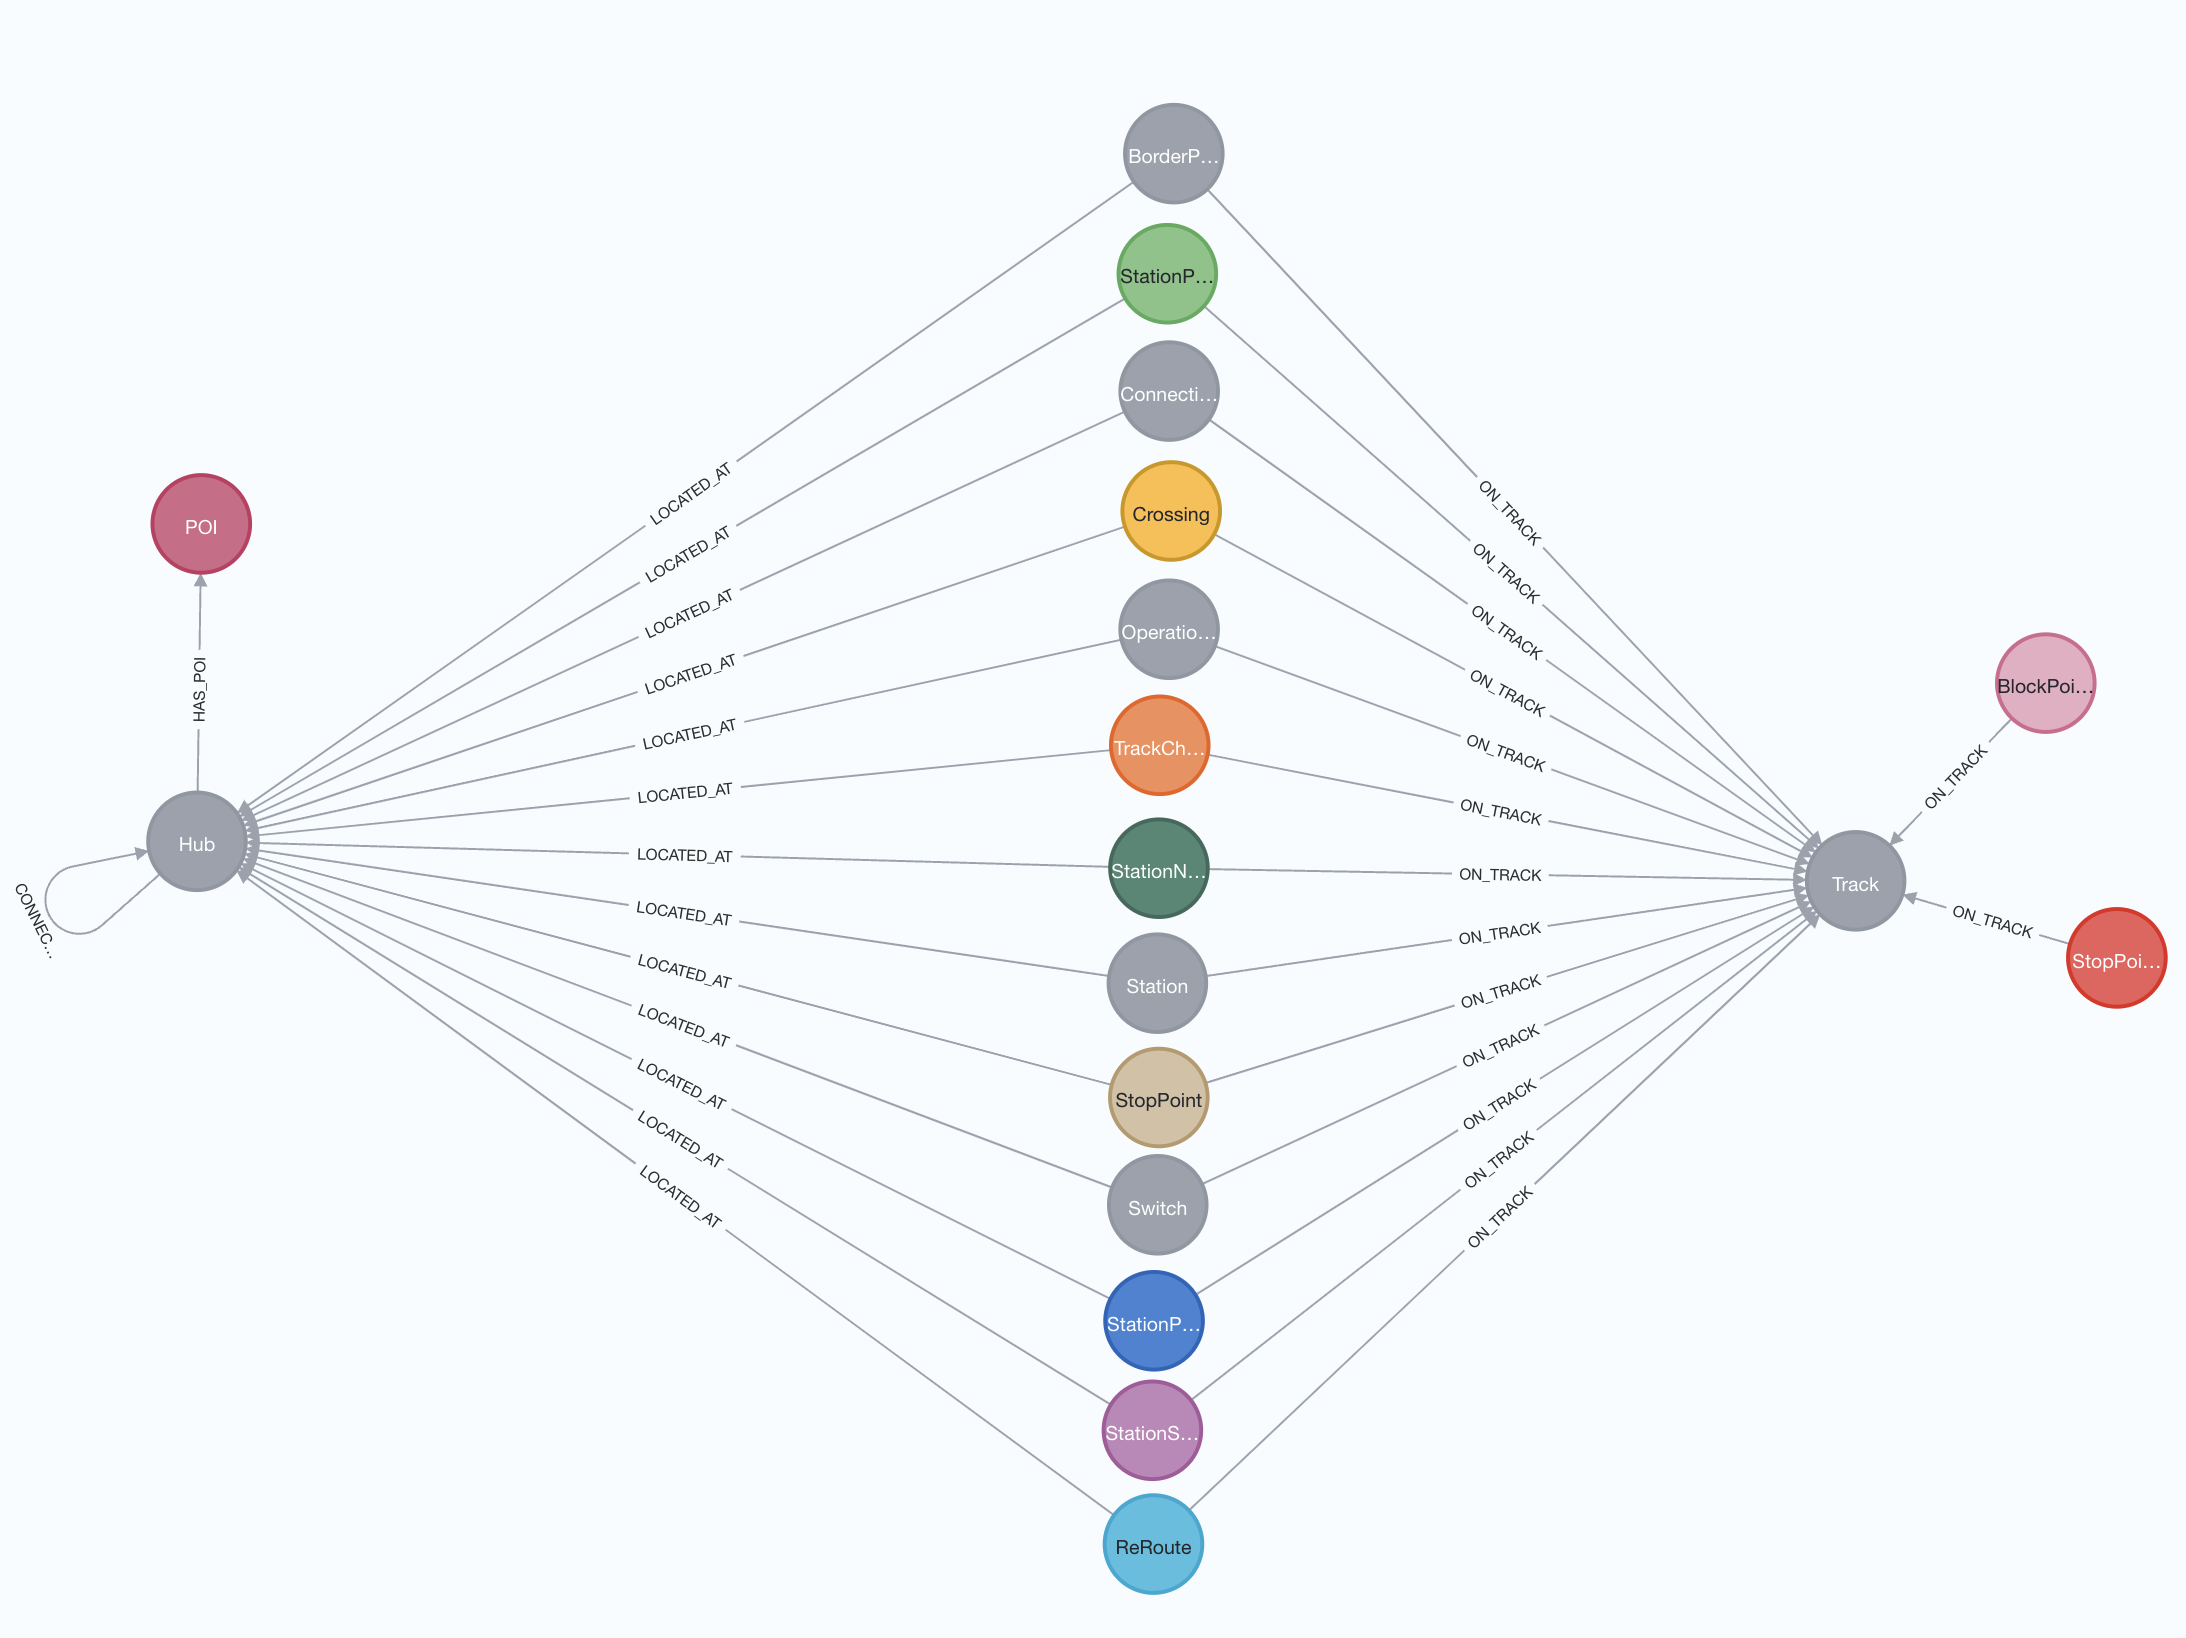 BorderP...
StationP...
Connecti...
Crossing
Operatio...
TrackCh...
StationN...
Station
StopPoint
Switch
StationP...
StationS...
ReRoute
POI
HAS_POI
Hub
CONNEC...
LOCATED_AT
LOCATED_AT
LOCATED_AT
LOCATED_AT
LOCATED_AT
LOCATED_AT
LOCATED_AT
LOCATED_AT
LOCATED_AT
LOCATED_AT
LOCATED_AT
LOCATED_AT
LOCATED_AT
ON_TRACK
ON_TRACK
ON_TRACK
ON_TRACK
ON_TRACK
ON_TRACK
ON_TRACK
ON_TRACK
ON_TRACK
ON_TRACK
ON_TRACK
ON_TRACK
ON_TRACK
BlockPoi...
ON_TRACK
Track
ON_TRACK
StopPoi...